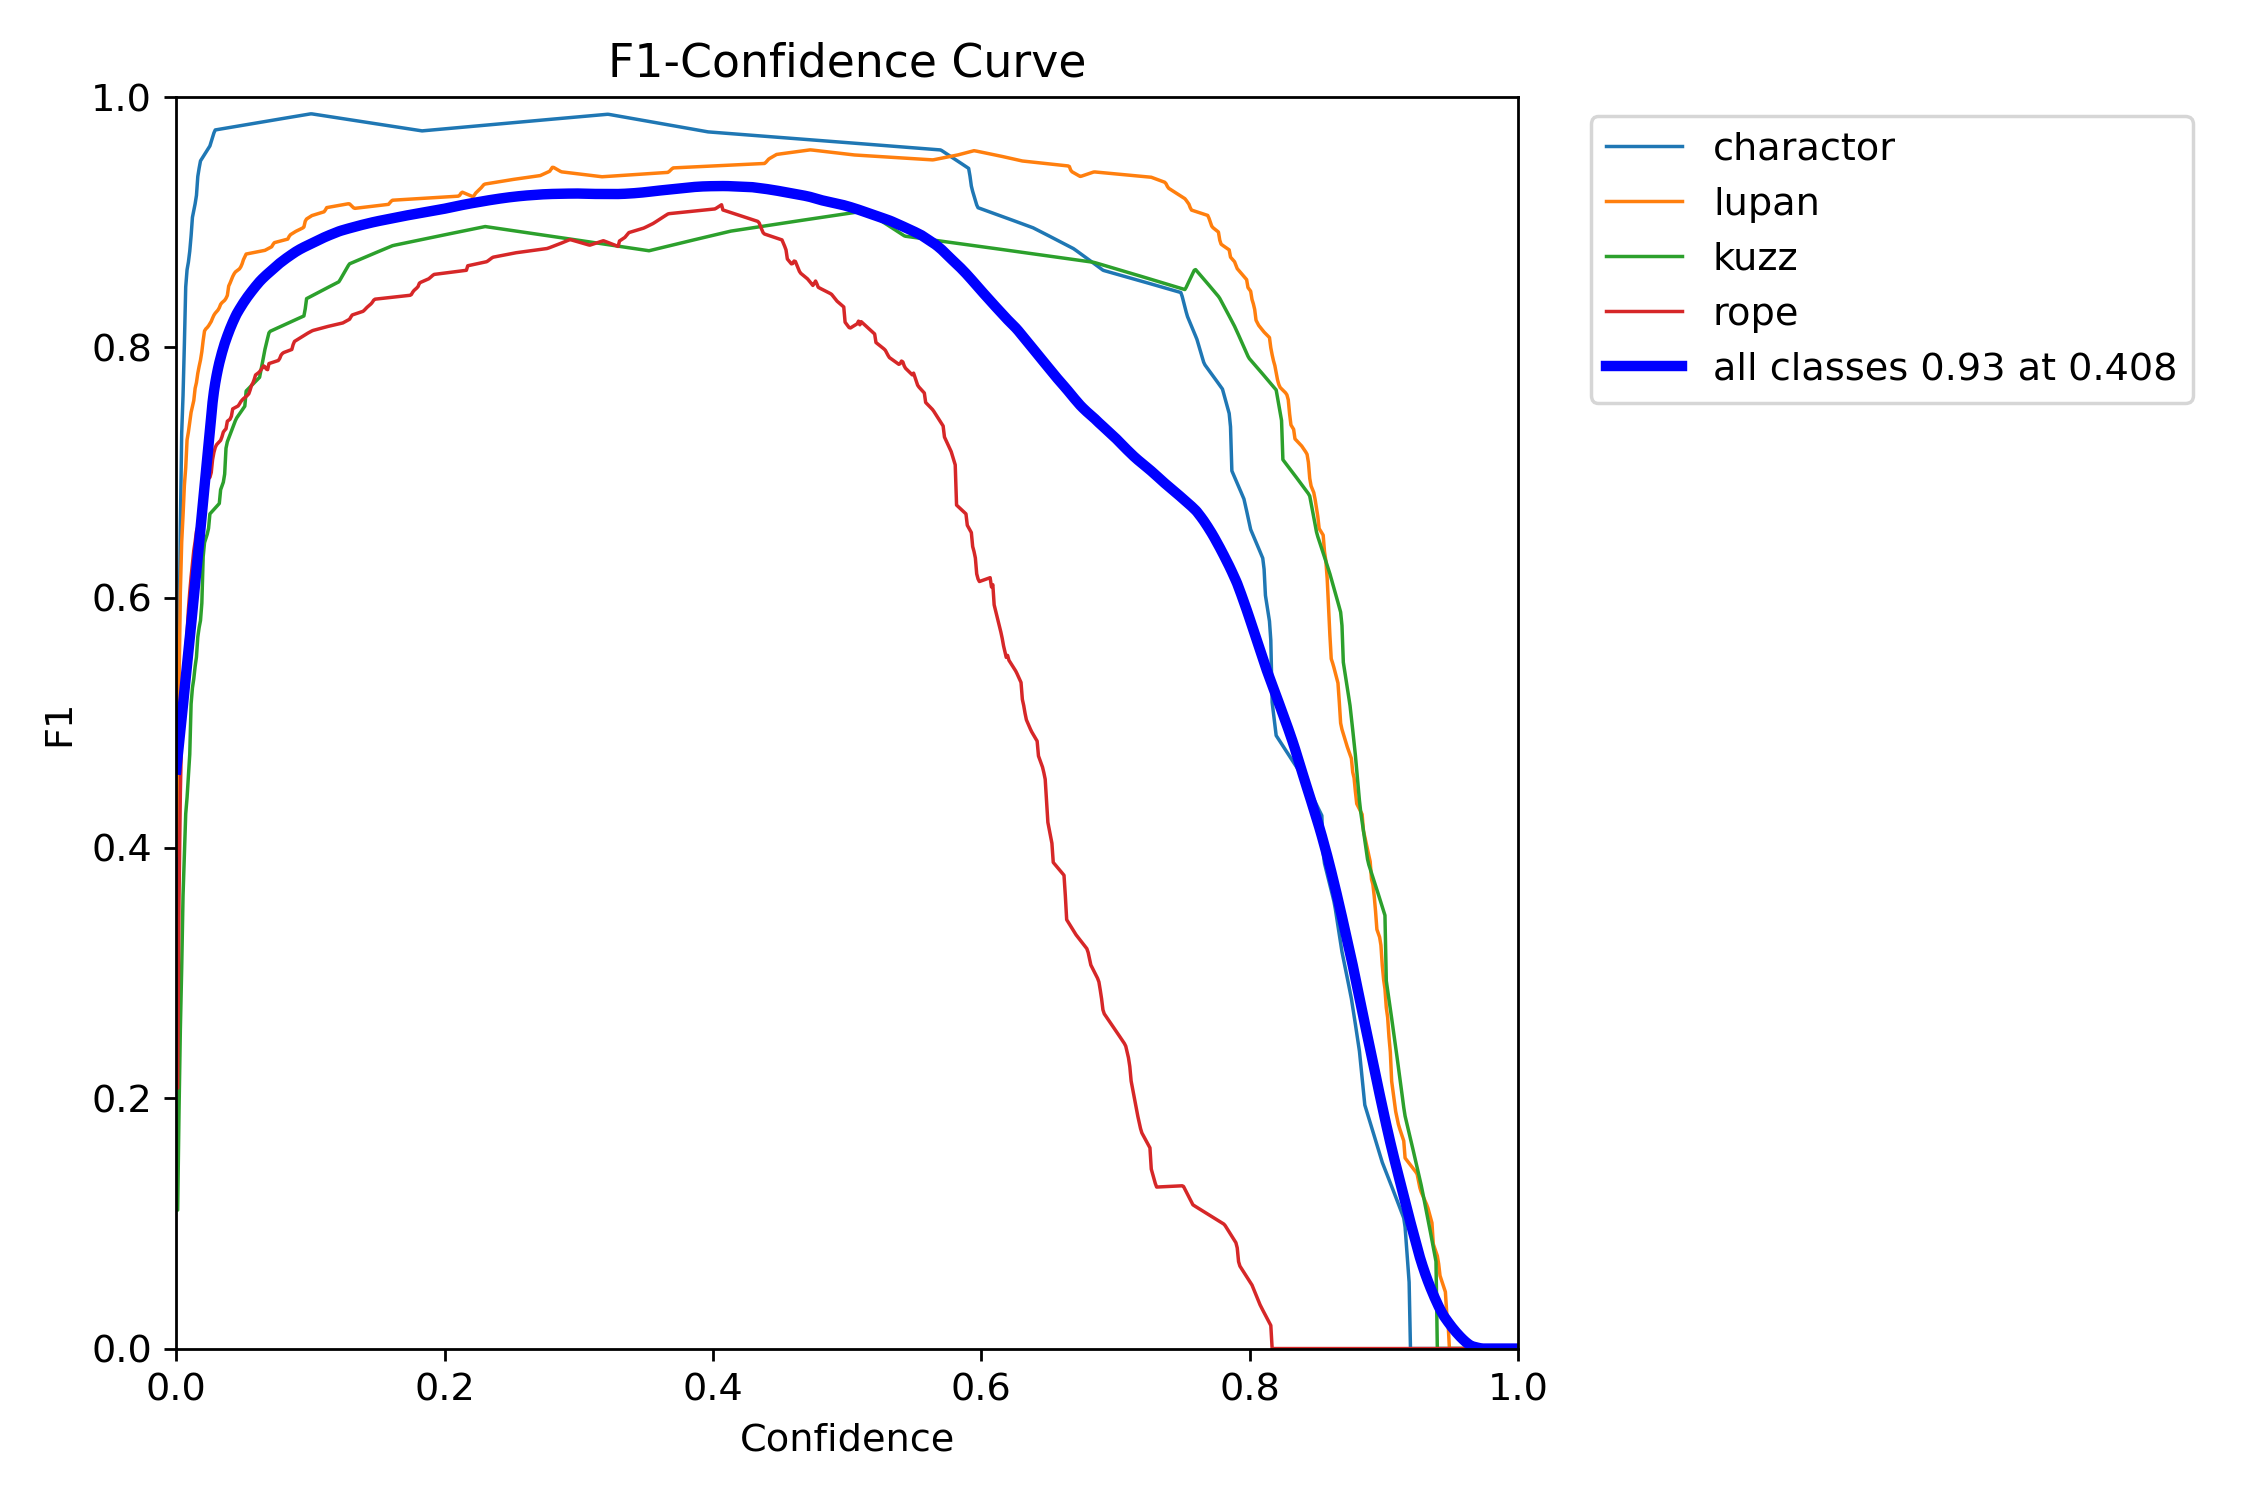 F1-Confidence Curve
1.0
0.8
0.6
0.4
0.2
0.0
F1
0.0 0.2 0.4 0.6 0.8 1.0
Confidence
charactor
lupan
kuzz
rope
all classes 0.93 at 0.408